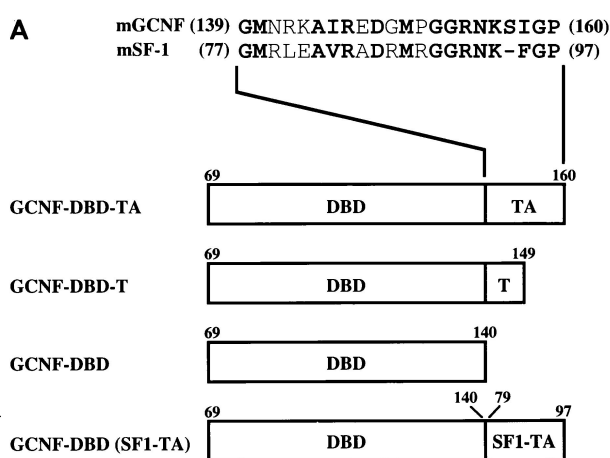 A
mGCNF (139) GMNRKAIREDGMPGGRNKSIGP (160)
mSF-1 (77) GMRLEAVRADRMRGGRNK-FGP (97)
69 160
GCNF-DBD-TA DBD TA
69 149
GCNF-DBD-T DBD T
69 140
GCNF-DBD DBD
69 140 79 97
GCNF-DBD (SF1-TA) DBD SF1-TA